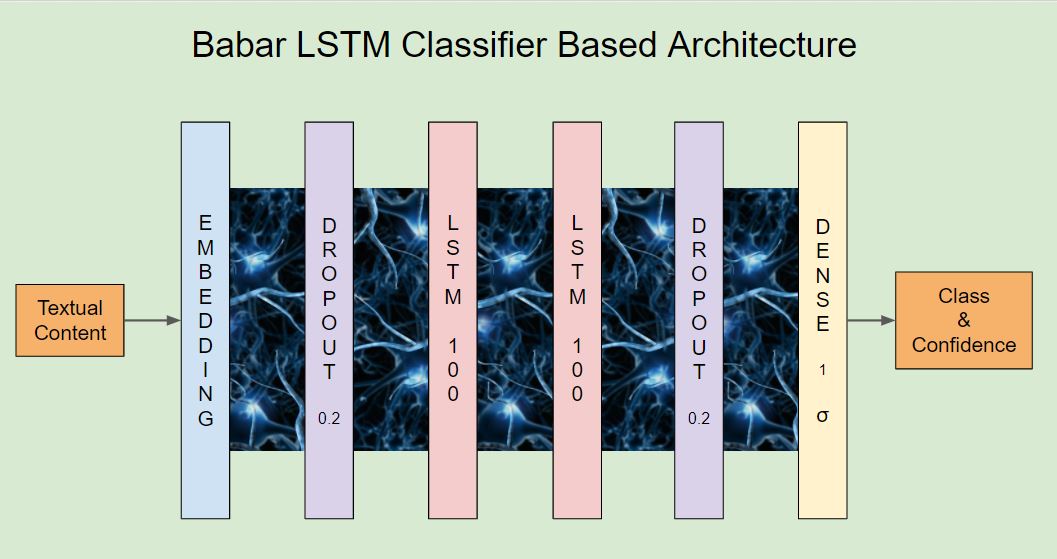 Babar LSTM Classifier Based Architecture
Textual
Content
EMBEDDING
DROPOUT
0.2
LSTM 100
LSTM 100
DROPOUT
0.2
DENSE
1
σ
Class
&
Confidence